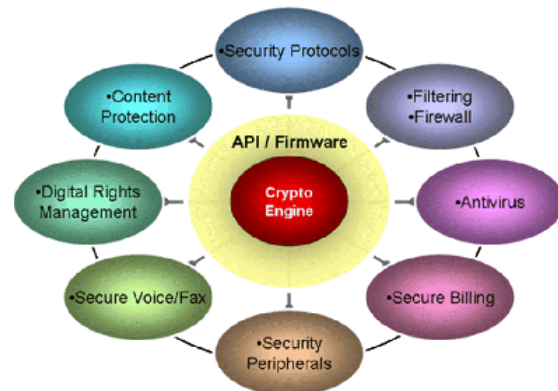 •Security Protocols
•Content
Protection
•Filtering
•Firewall
API / Firmware
Crypto
Engine
•Digital Rights
Management
•Antivirus
•Secure Voice/Fax
•Secure Billing
•Security
Peripherals